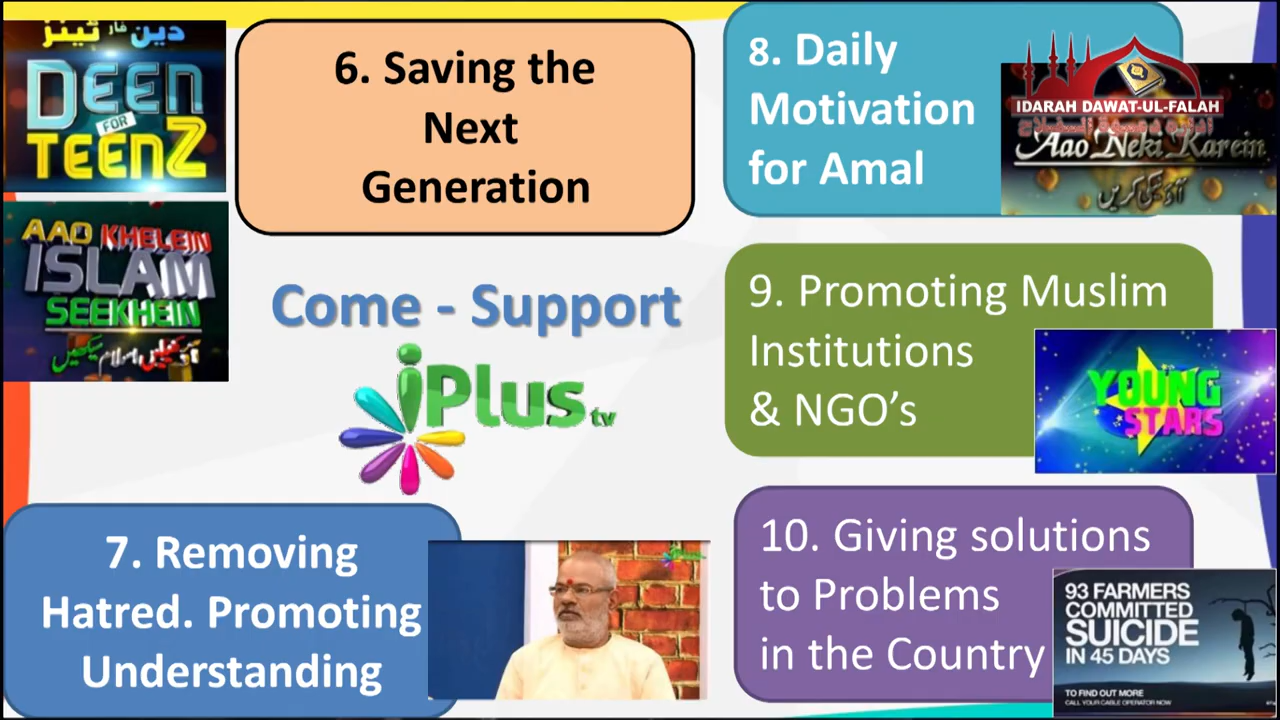 دین فار ٹینز
DEEN
FOR
TEENZ
AAO KHELEIN
ISLAM
SEEKHEIN
6. Saving the
Next
Generation
8. Daily
Motivation
for Amal
IDARAH DAWAT-UL-FALAH
Aao Neki Karein
آؤ نیکی کریں
Come - Support
iPlus tv
9. Promoting Muslim
Institutions
& NGO's
YOUNG
STARS
7. Removing
Hatred. Promoting
Understanding
iPlus
10. Giving solutions
to Problems
in the Country
93 FARMERS
COMMITTED
SUICIDE
IN 45 DAYS
TO FIND OUT MORE
CALL YOUR CABLE OPERATOR NOW